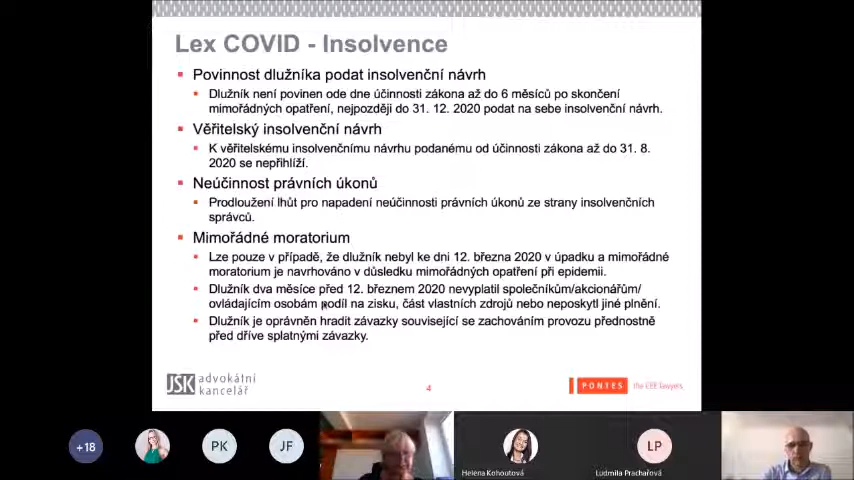 Lex COVID - Insolvence
Povinnost dlužníka podat insolvenční návrh
Dlužník není povinen ode dne účinnosti zákona až do 6 měsíců po skončení
mimořádných opatření, nejpozději do 31. 12. 2020 podat na sebe insolvenční návrh.
Věřitelský insolvenční návrh
K věřitelskému insolvenčnímu návrhu podanému od účinnosti zákona až do 31. 8.
2020 se nepřihlíží.
Neúčinnost právních úkonů
Prodloužení lhůt pro napadení neúčinnosti právních úkonů ze strany insolvenčních
správců.
Mimořádné moratorium
Lze pouze v případě, že dlužník nebyl ke dni 12. března 2020 v úpadku a mimořádné
moratorium je navrhováno v důsledku mimořádných opatření při epidemii.
Dlužník dva měsíce před 12. březnem 2020 nevyplatil společníkům/akcionářům/
ovládajícím osobám podíl na zisku, část vlastních zdrojů nebo neposkytl jiné plnění.
Dlužník je oprávněn hradit závazky související se zachováním provozu přednostně
před dříve splatnými závazky.
JŠK advokátní
kancelář
4
PONTES the CEE lawyers
+18
PK
JF
LP
Helena Kohoutová
Ludmila Prachařová